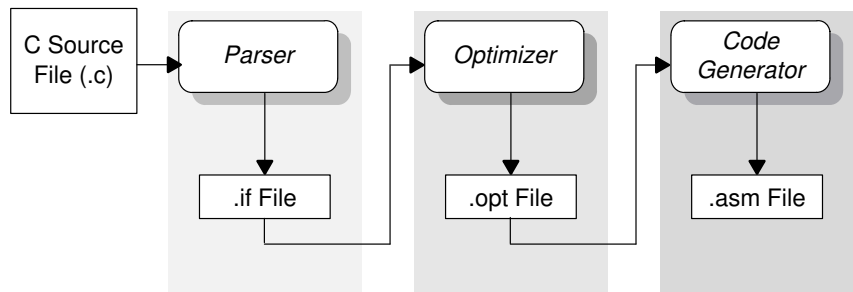 C Source
File (.c)
Parser
Optimizer
Code
Generator
.if File
.opt File
.asm File